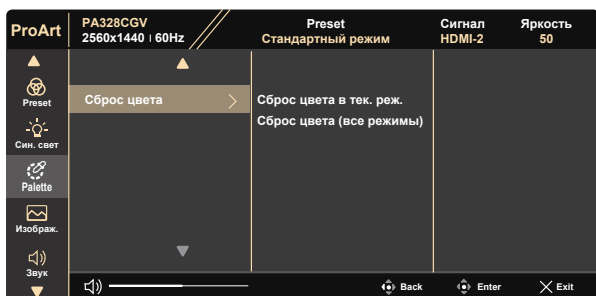 ProArt
PA328CGV
2560x1440 | 60Hz
Preset
Стандартный режим
Сигнал
HDMI-2
Яркость
50
Preset
Син. свет
Palette
Изображ.
Звук
Сброс цвета
Сброс цвета в тек. реж.
Сброс цвета (все режимы)
Back
Enter
Exit